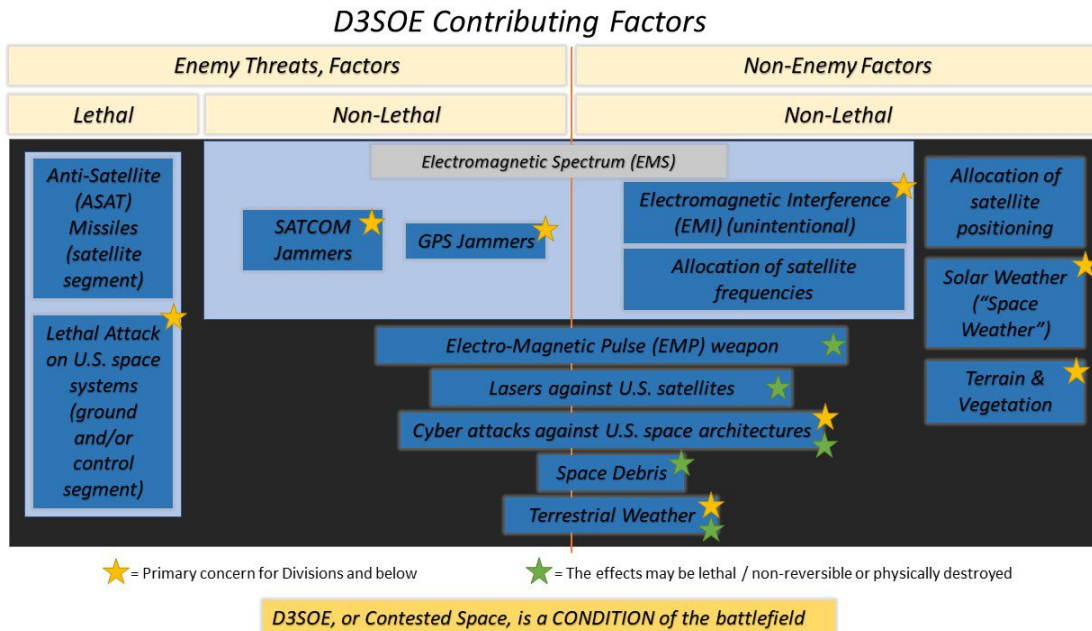 D3SOE Contributing Factors
Enemy Threats, Factors
Non-Enemy Factors
Lethal
Non-Lethal
Non-Lethal
Electromagnetic Spectrum (EMS)
Anti-Satellite
(ASAT)
Missiles
(satellite
segment)
Lethal Attack
on U.S. space
systems
(ground
and/or
control
segment)
SATCOM
Jammers
GPS Jammers
Electromagnetic Interference
(EMI) (unintentional)
Allocation of satellite
frequencies
Allocation of
satellite
positioning
Solar Weather
(“Space
Weather”)
Terrain &
Vegetation
Electro-Magnetic Pulse (EMP) weapon
Lasers against U.S. satellites
Cyber attacks against U.S. space architectures
Space Debris
Terrestrial Weather
= Primary concern for Divisions and below
= The effects may be lethal / non-reversible or physically destroyed
D3SOE, or Contested Space, is a CONDITION of the battlefield